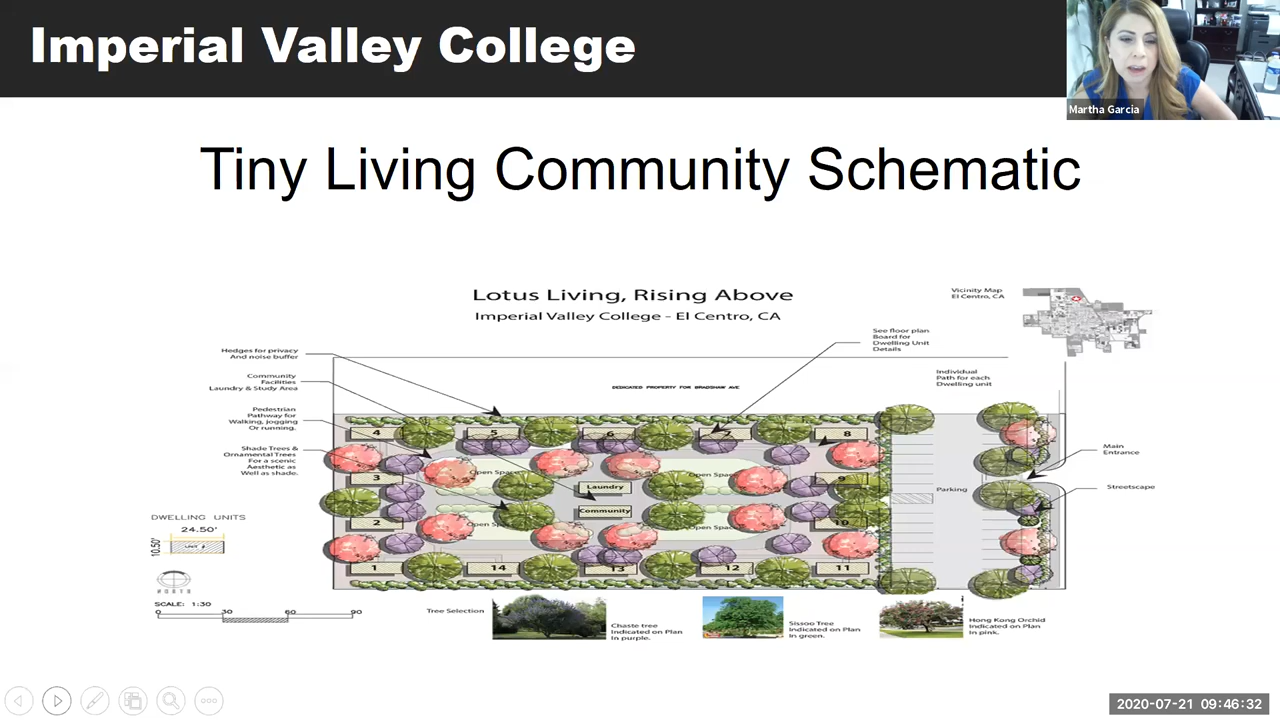 Imperial Valley College
Martha Garcia
Tiny Living Community Schematic
Lotus Living, Rising Above
Imperial Valley College - El Centro, CA
Vicinity Map
El Centro, CA
See floor plan
Board for
Dwelling Unit
Details
Hedges for privacy
And noise buffer
Community
Facilities
Laundry & Study Area
Pedestrian
Pathway for
Walking, Jogging
Or running.
Shade Trees &
Ornamental Trees
For a scenic
Aesthetic as
Well as shade.
DEDICATED PROPERTY FOR BRADSHAW AVE
Individual
Path for each
Dwelling unit
Main
Entrance
Streetscape
Parking
4
5
6
7
8
3
Open Space
Open Spac
9
Laundry
Community
2
Open Sp
Open Spac
10
1
14
13
12
11
DWELLING UNITS
24.50'
10.50'
NORTH
SCALE: 1:30
0 30 60 90
Tree Selection
Chaste tree
Indicated on Plan
In purple.
Sissoo Tree
Indicated on Plan
In green.
Hong Kong Orchid
Indicated on Plan
In pink.
2020-07-21 09:46:32